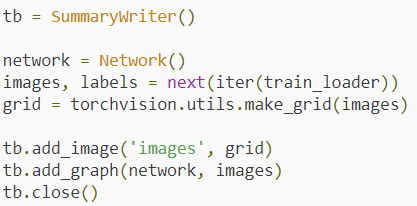 tb = SummaryWriter()
network = Network()
images, labels = next(iter(train_loader))
grid = torchvision.utils.make_grid(images)
tb.add_image('images', grid)
tb.add_graph(network, images)
tb.close()